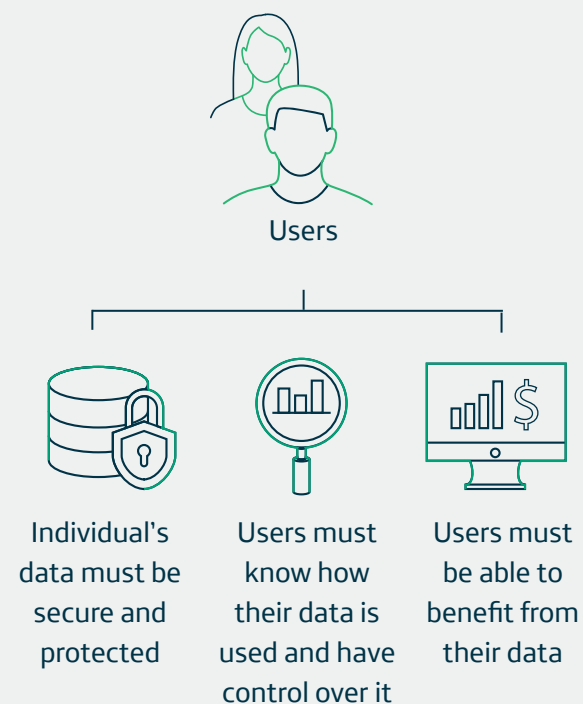 Users
Individual's
data must be
secure and
protected
Users must
know how
their data is
used and have
control over it
Users must
be able to
benefit from
their data
$